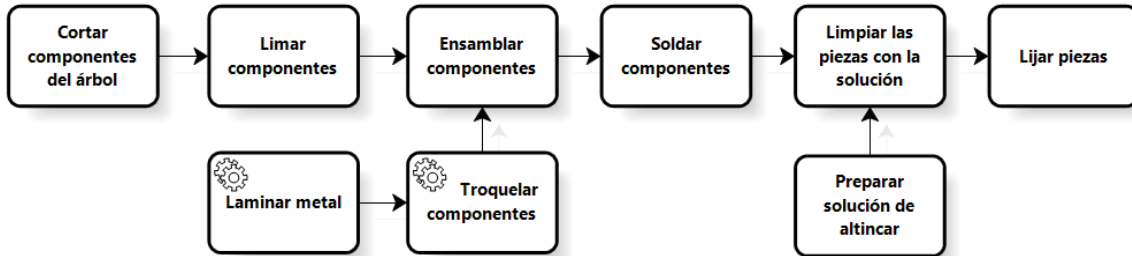 Cortar
componentes
del árbol
Limar
componentes
Ensamblar
componentes
Soldar
componentes
Limpiar las
piezas con la
solución
Lijar piezas
Laminar metal
Troquelar
componentes
Preparar
solución de
altincar